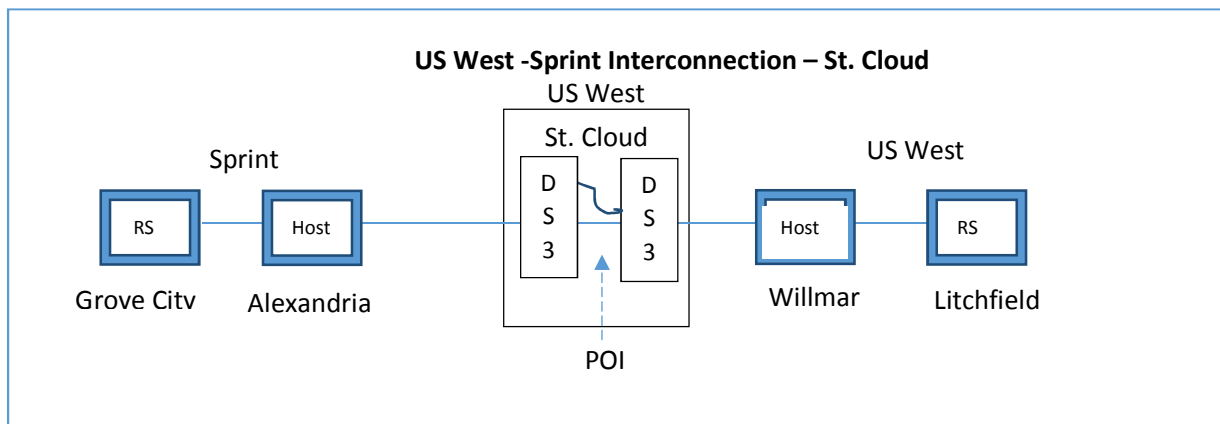 US West -Sprint Interconnection – St. Cloud
US West
St. Cloud
Sprint
US West
RS
Host
D
S
3
D
S
3
Host
RS
Grove City
Alexandria
Willmar
Litchfield
POI